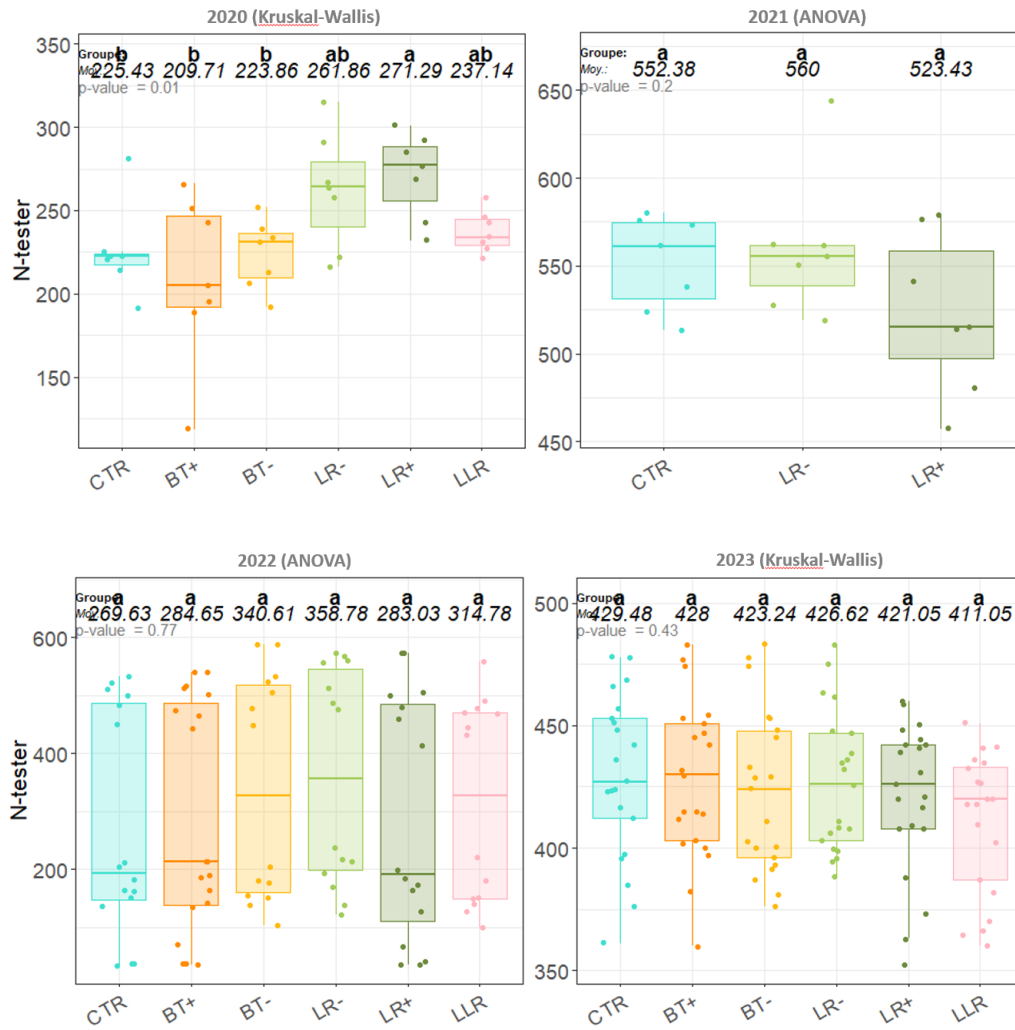 2020 (Kruskal-Wallis)
Groupe: b b b ab a ab
Moy.: 225.43 209.71 223.86 261.86 271.29 237.14
p-value = 0.01
N-tester
350
300
250
200
150
CTR BT+ BT- LR- LR+ LLR
2021 (ANOVA)
Groupe: a a a
Moy.: 552.38 560 523.43
p-value = 0.2
650
600
550
500
450
CTR LR- LR+
2022 (ANOVA)
Groupe: a a a a a a
Moy.: 269.63 284.65 340.61 358.78 283.03 314.78
p-value = 0.77
N-tester
600
400
200
CTR BT+ BT- LR- LR+ LLR
2023 (Kruskal-Wallis)
Groupe: a a a a a a
Moy.: 429.48 428 423.24 426.62 421.05 411.05
p-value = 0.43
500
450
400
350
CTR BT+ BT- LR- LR+ LLR